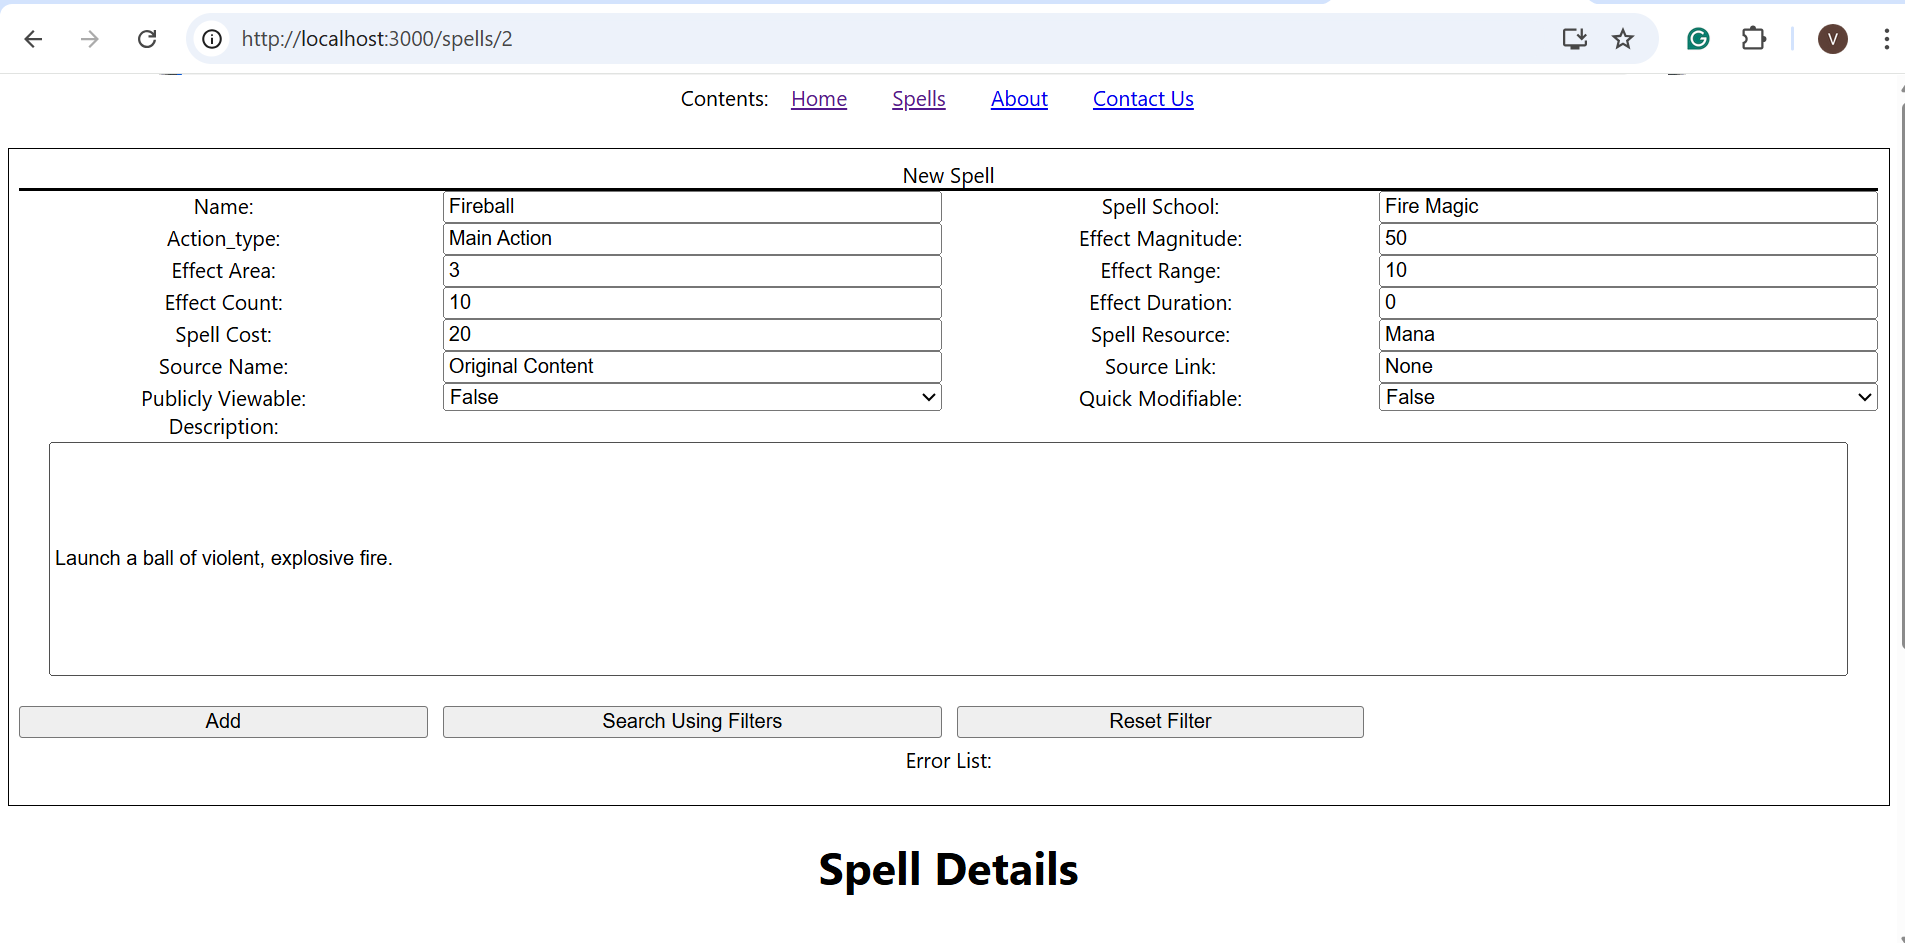 http://localhost:3000/spells/2
V
Contents: Home Spells About Contact Us
New Spell
Name: Fireball Spell School: Fire Magic
Action_type: Main Action Effect Magnitude: 50
Effect Area: 3 Effect Range: 10
Effect Count: 10 Effect Duration: 0
Spell Cost: 20 Spell Resource: Mana
Source Name: Original Content Source Link: None
Publicly Viewable: False Quick Modifiable: False
Description:
Launch a ball of violent, explosive fire.
Add Search Using Filters Reset Filter
Error List:
Spell Details